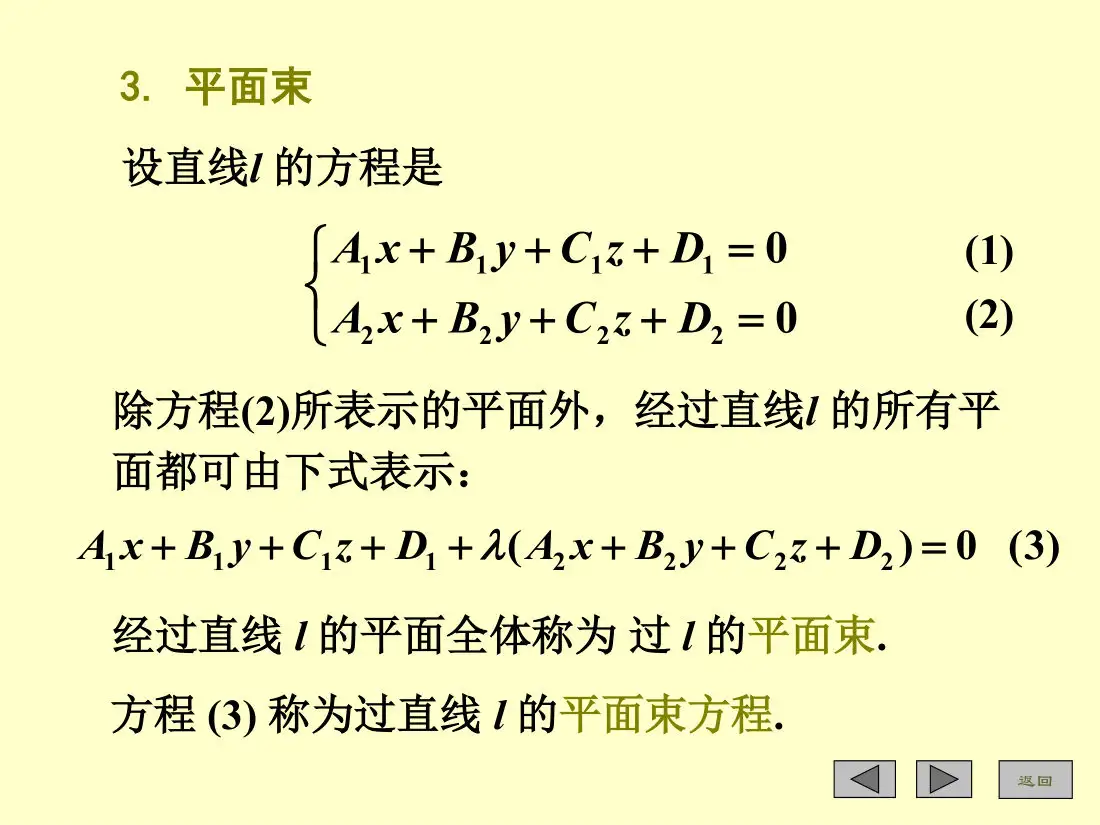 3. 平面束
设直线l 的方程是
A₁x + B₁y + C₁z + D₁ = 0 (1)
A₂x + B₂y + C₂z + D₂ = 0 (2)
除方程(2)所表示的平面外，经过直线l 的所有平
面都可由下式表示：
A₁x + B₁y + C₁z + D₁ + λ( A₂x + B₂y + C₂z + D₂ ) = 0 (3)
经过直线 l 的平面全体称为 过 l 的平面束.
方程 (3) 称为过直线 l 的平面束方程.
返回